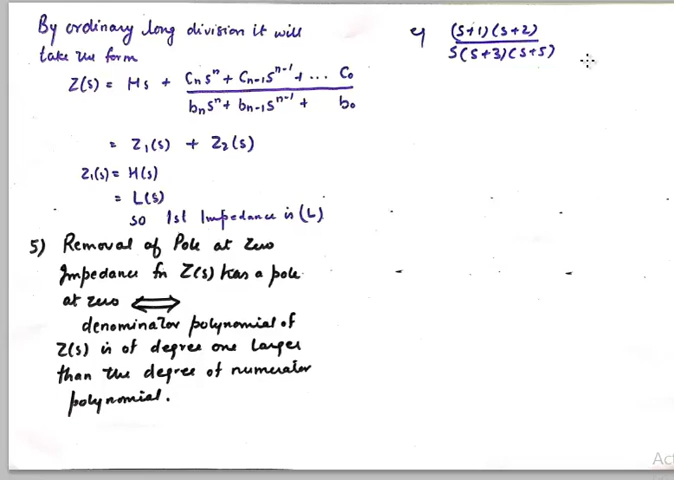 By ordinary long division it will
take the form
Z(s) = Hs + (Cn s^n + Cn-1 s^n-1 + ... C0) / (bn s^n + bn-1 s^n-1 + b0)
= Z1(s) + Z2(s)
Z1(s) = H(s)
= L(s)
so 1st Impedance is (L)
5) Removal of Pole at Zero
Impedance fn Z(s) has a pole
at zero ⟺
denominator polynomial of
Z(s) is of degree one larger
than the degree of numerator
polynomial.
(s+1)(s+2) / s(s+3)(s+5)
Act